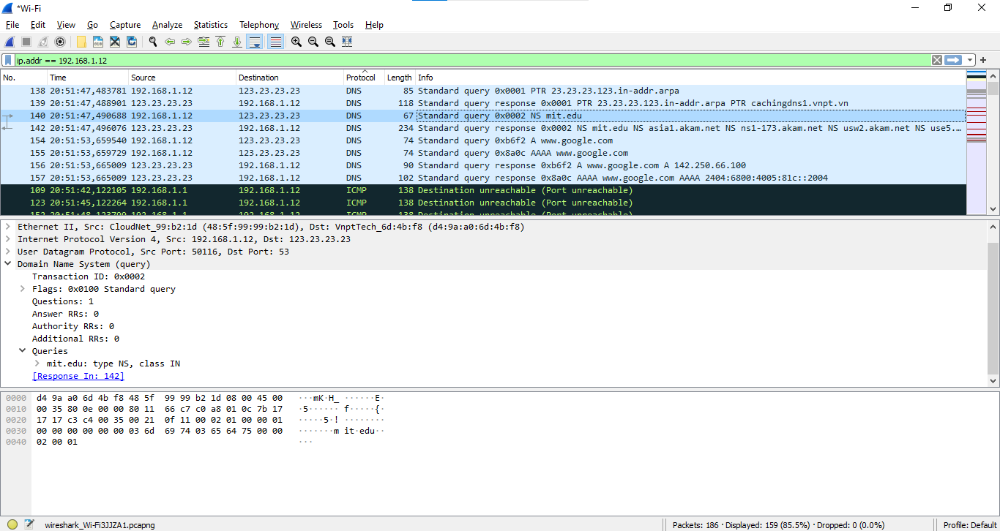 *Wi-Fi
File Edit View Go Capture Analyze Statistics Telephony Wireless Tools Help
ip.addr == 192.168.1.12
No. Time Source Destination Protocol Length Info
138 20:51:47,483781 192.168.1.12 123.23.23.23 DNS 85 Standard query 0x0001 PTR 23.23.23.123.in-addr.arpa
139 20:51:47,488901 123.23.23.23 192.168.1.12 DNS 118 Standard query response 0x0001 PTR 23.23.23.123.in-addr.arpa PTR cachingdns1.vnpt.vn
140 20:51:47,490688 192.168.1.12 123.23.23.23 DNS 67 Standard query 0x0002 NS mit.edu
142 20:51:47,496076 123.23.23.23 192.168.1.12 DNS 234 Standard query response 0x0002 NS mit.edu NS asia1.akam.net NS ns1-173.akam.net NS usw2.akam.net NS use5....
154 20:51:53,659540 192.168.1.12 123.23.23.23 DNS 74 Standard query 0xb6f2 A www.google.com
155 20:51:53,659729 192.168.1.12 123.23.23.23 DNS 74 Standard query 0x8a0c AAAA www.google.com
156 20:51:53,665009 123.23.23.23 192.168.1.12 DNS 90 Standard query response 0xb6f2 A www.google.com A 142.250.66.100
157 20:51:53,665009 123.23.23.23 192.168.1.12 DNS 102 Standard query response 0x8a0c AAAA www.google.com AAAA 2404:6800:4005:81c::2004
109 20:51:42,122105 192.168.1.1 192.168.1.12 ICMP 138 Destination unreachable (Port unreachable)
123 20:51:45,122264 192.168.1.1 192.168.1.12 ICMP 138 Destination unreachable (Port unreachable)
192.168.1.1 192.168.1.12 ICMP 138 Destination unreachable (Port unreachable)
Ethernet II, Src: CloudNet_99:b2:1d (48:5f:99:99:b2:1d), Dst: VnptTech_6d:4b:f8 (d4:9a:a0:6d:4b:f8)
Internet Protocol Version 4, Src: 192.168.1.12, Dst: 123.23.23.23
User Datagram Protocol, Src Port: 50116, Dst Port: 53
Domain Name System (query)
Transaction ID: 0x0002
Flags: 0x0100 Standard query
Questions: 1
Answer RRs: 0
Authority RRs: 0
Additional RRs: 0
Queries
mit.edu: type NS, class IN
[Response In: 142]
0000 d4 9a a0 6d 4b f8 48 5f 99 99 b2 1d 08 00 45 00 ···mK·H_ ······E·
0010 00 35 80 0e 00 00 80 11 66 c7 c0 a8 01 0c 7b 17 ·5······ f·····{·
0020 17 17 c3 c4 00 35 00 21 0f 11 00 02 01 00 00 01 ·····5·! ········
0030 00 00 00 00 00 00 03 6d 69 74 03 65 64 75 00 00 ·······m it·edu··
0040 02 00 01 ···
wireshark_Wi-Fi3JJZA1.pcapng Packets: 186 · Displayed: 159 (85.5%) · Dropped: 0 (0.0%) Profile: Default